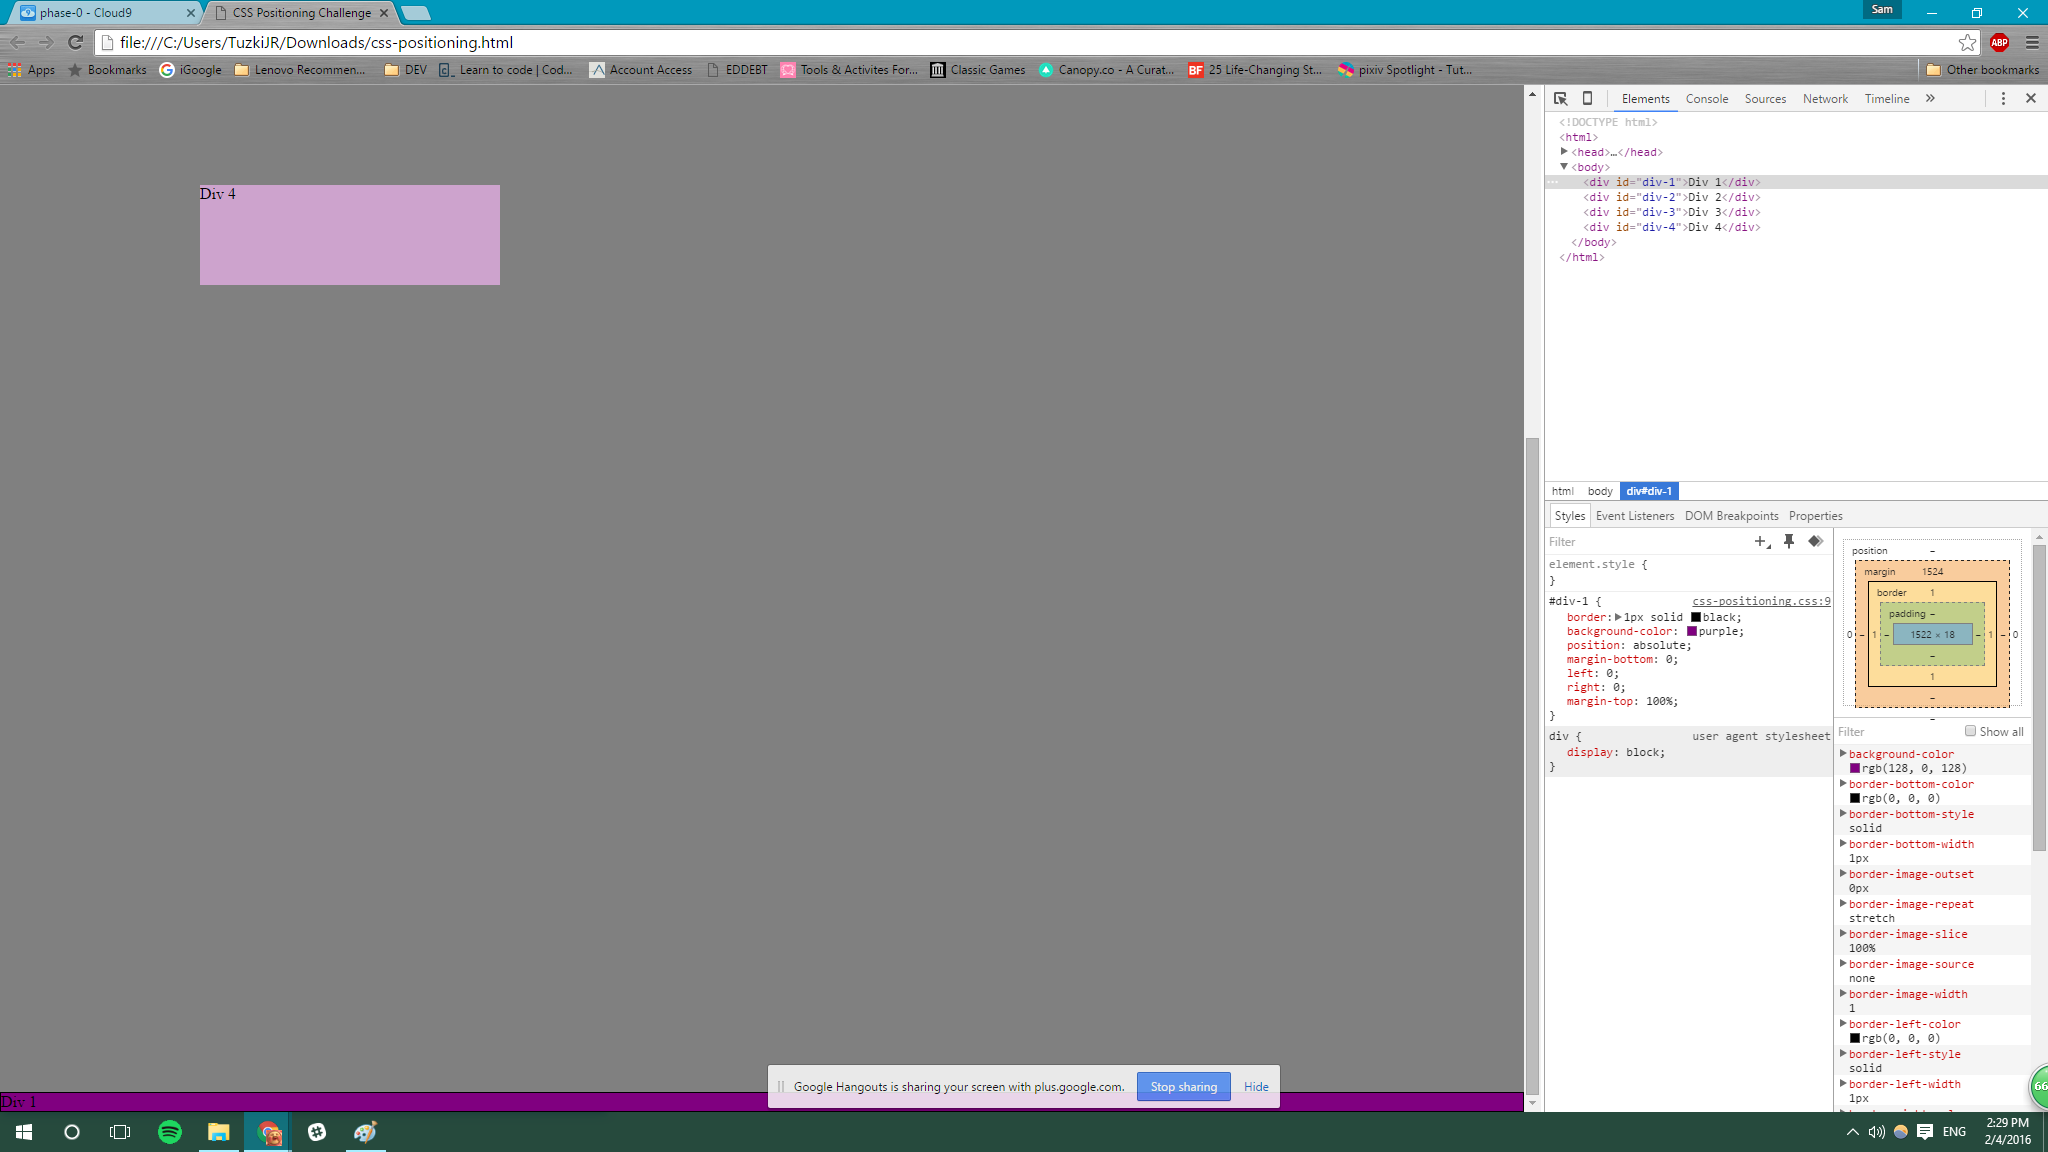 phase-0 - Cloud9
CSS Positioning Challenge
Sam
file:///C:/Users/TuzkiJR/Downloads/css-positioning.html
ABP
Apps
Bookmarks
iGoogle
Lenovo Recommen...
DEV
Learn to code | Cod...
Account Access
EDDEBT
Tools & Activites For...
Classic Games
Canopy.co - A Curat...
BF 25 Life-Changing St...
pixiv Spotlight - Tut...
Other bookmarks
Div 4
Div 1
Elements Console Sources Network Timeline
<!DOCTYPE html>
<html>
<head>…</head>
<body>
<div id="div-1">Div 1</div>
<div id="div-2">Div 2</div>
<div id="div-3">Div 3</div>
<div id="div-4">Div 4</div>
</body>
</html>
html body div#div-1
Styles Event Listeners DOM Breakpoints Properties
Filter
element.style {
}
#div-1 { css-positioning.css:9
border: 1px solid black;
background-color: purple;
position: absolute;
margin-bottom: 0;
left: 0;
right: 0;
margin-top: 100%;
}
div { user agent stylesheet
display: block;
}
position –
margin 1524
border 1
padding –
0 – 1 – 1522 × 18 – 1 – 0
–
1
–
–
Filter Show all
background-color
rgb(128, 0, 128)
border-bottom-color
rgb(0, 0, 0)
border-bottom-style
solid
border-bottom-width
1px
border-image-outset
0px
border-image-repeat
stretch
border-image-slice
100%
border-image-source
none
border-image-width
1
border-left-color
rgb(0, 0, 0)
border-left-style
solid
border-left-width
1px
66
Google Hangouts is sharing your screen with plus.google.com. Stop sharing Hide
ENG
2:29 PM
2/4/2016